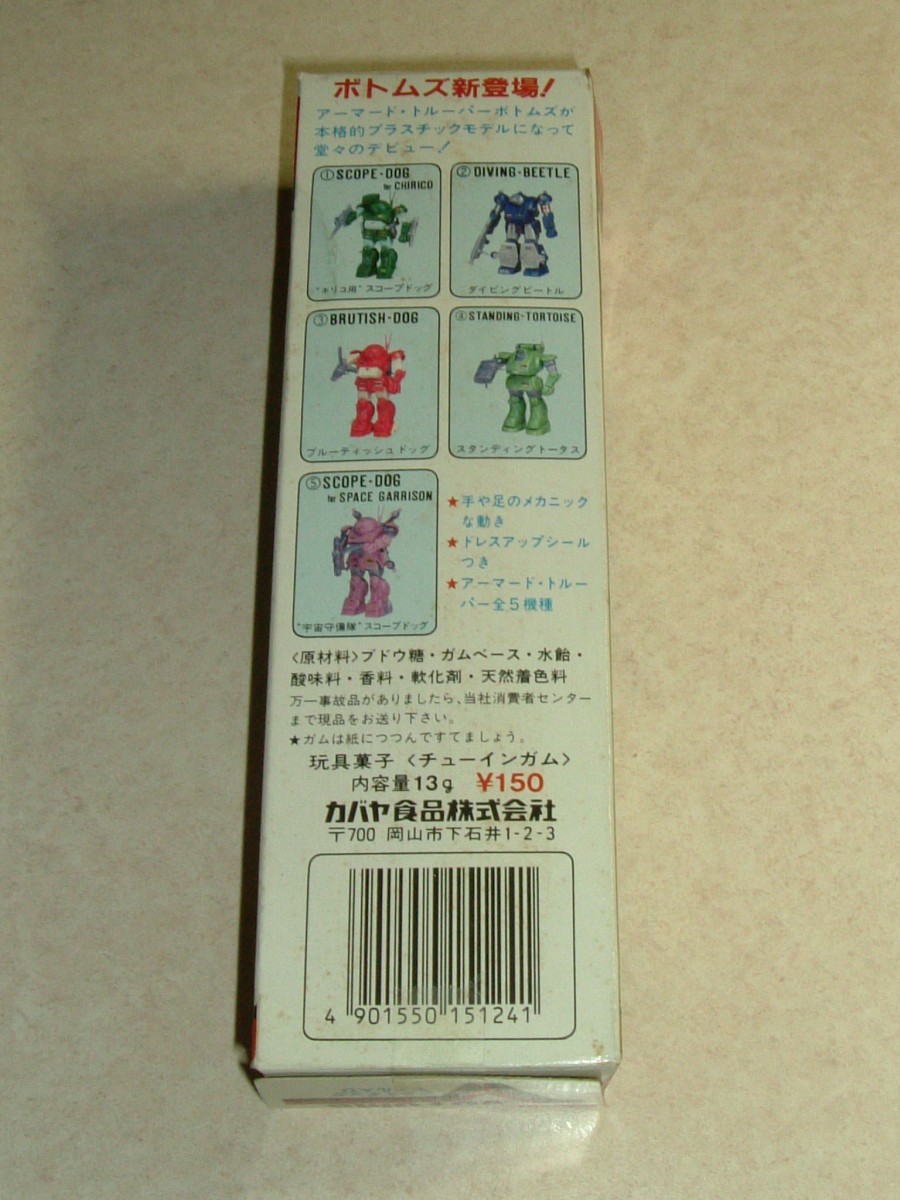 ボトムズ新登場!
アーマード・トルーパーボトムズが
本格的プラスチックモデルになって
堂々のデビュー!
①SCOPE-DOG
for CHIRICO
"キリコ用"スコープドッグ
②DIVING-BEETLE
ダイビングビートル
③BRUTISH-DOG
ブルーティッシュドッグ
④STANDING-TORTOISE
スタンディングトータス
⑤SCOPE-DOG
for SPACE GARRISON
"宇宙守備隊"スコープドッグ
★手や足のメカニック
な動き
★ドレスアップシール
つき
★アーマード・トルー
パー全5機種
〈原材料〉ブドウ糖・ガムベース・水飴・
酸味料・香料・軟化剤・天然着色料
万一事故品がありましたら、当社消費者センター
まで現品をお送り下さい。
★ガムは紙につつんですてましょう。
玩具菓子〈チューインガム〉
内容量13g ¥150
カバヤ食品株式会社
〒700 岡山市下石井1-2-3
4 901550 151241